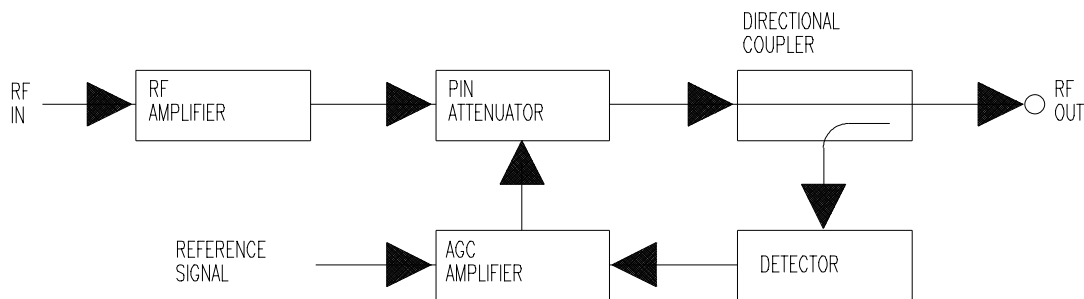 DIRECTIONAL
COUPLER
RF
IN
RF
AMPLIFIER
PIN
ATTENUATOR
RF
OUT
REFERENCE
SIGNAL
AGC
AMPLIFIER
DETECTOR